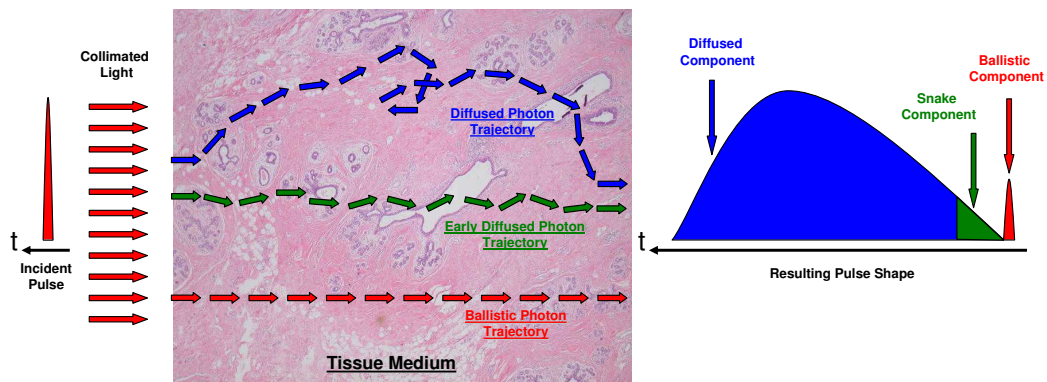 Collimated
Light
t
Incident
Pulse
Diffused Photon
Trajectory
Early Diffused Photon
Trajectory
Ballistic Photon
Trajectory
Tissue Medium
Diffused
Component
Ballistic
Component
Snake
Component
t
Resulting Pulse Shape